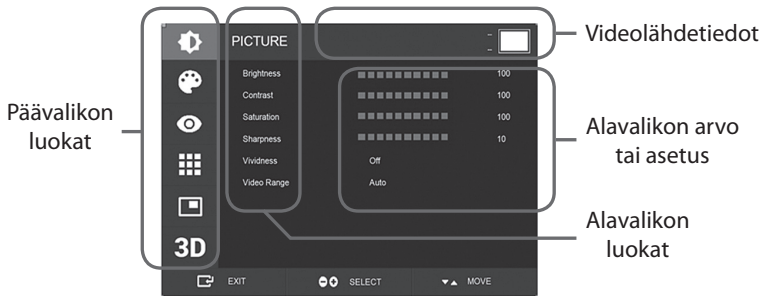 Päävalikon
luokat
PICTURE
Brightness 100
Contrast 100
Saturation 100
Sharpness 10
Vividness Off
Video Range Auto
3D
EXIT SELECT MOVE
Videolähdetiedot
Alavalikon arvo
tai asetus
Alavalikon
luokat